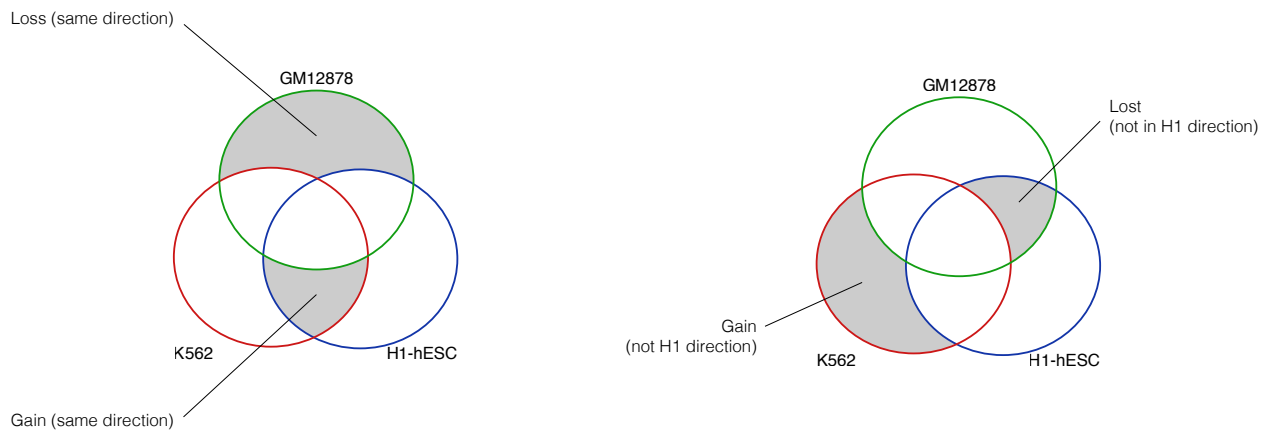 Loss (same direction)
GM12878
K562
H1-hESC
Gain (same direction)
GM12878
Lost
(not in H1 direction)
Gain
(not H1 direction)
K562
H1-hESC